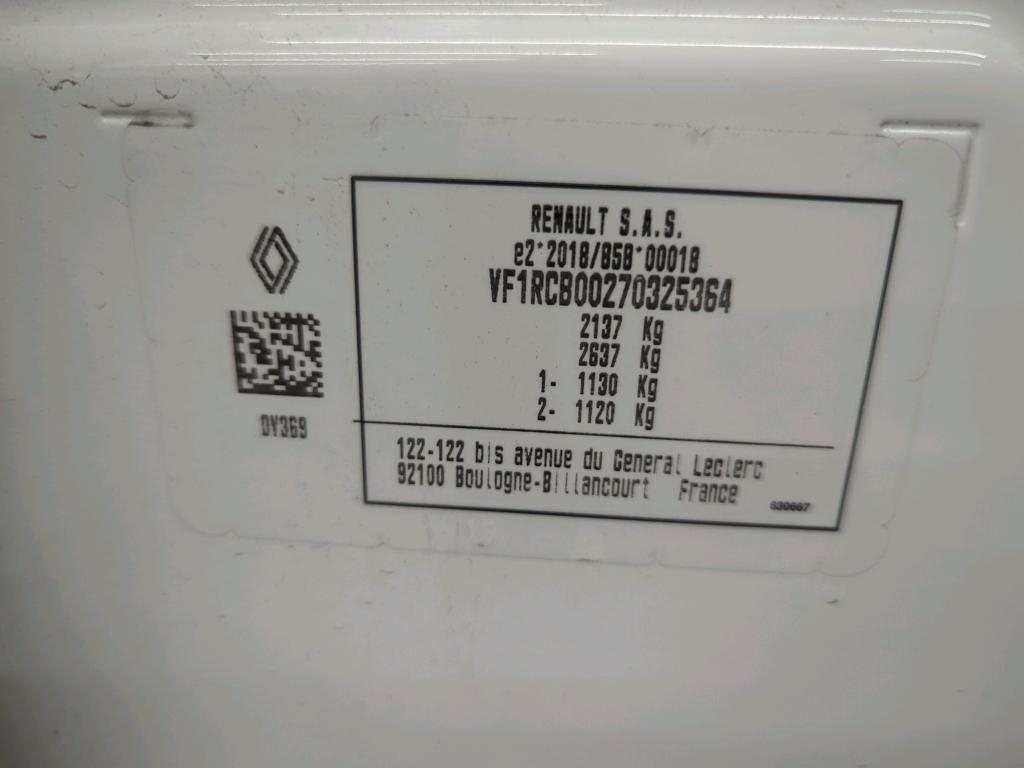 RENAULT S.A.S.
e2*2018/858*00018
VF1RCB00270325364
2137 Kg
2637 Kg
1- 1130 Kg
2- 1120 Kg
DY369
122-122 bis avenue du General Leclerc
92100 Boulogne-Billancourt France
630667